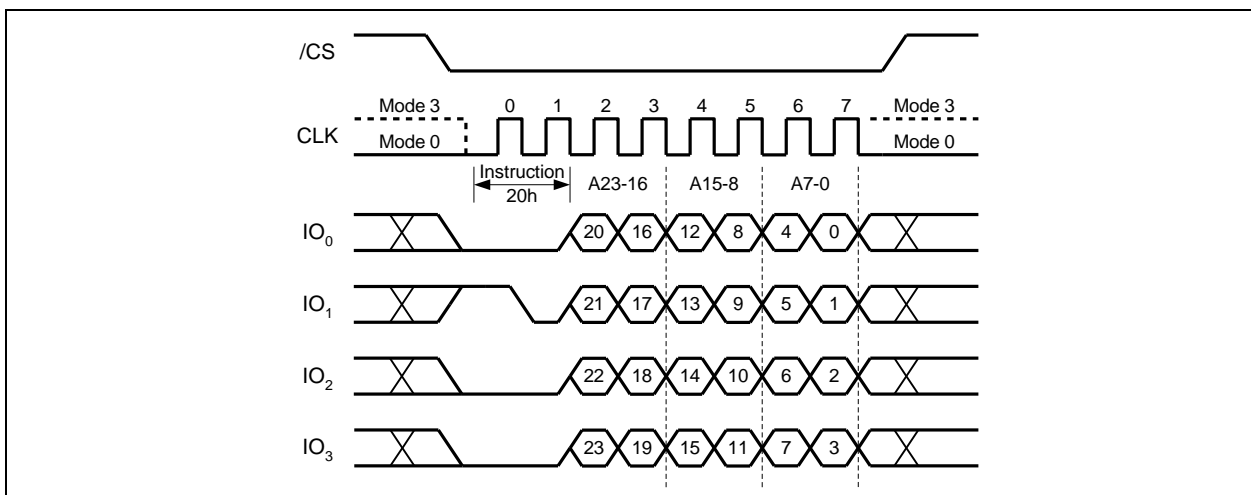 /CS
Mode 3 0 1 2 3 4 5 6 7 Mode 3
CLK
Mode 0 Mode 0
Instruction A23-16 A15-8 A7-0
20h
IO0 20 16 12 8 4 0
IO1 21 17 13 9 5 1
IO2 22 18 14 10 6 2
IO3 23 19 15 11 7 3